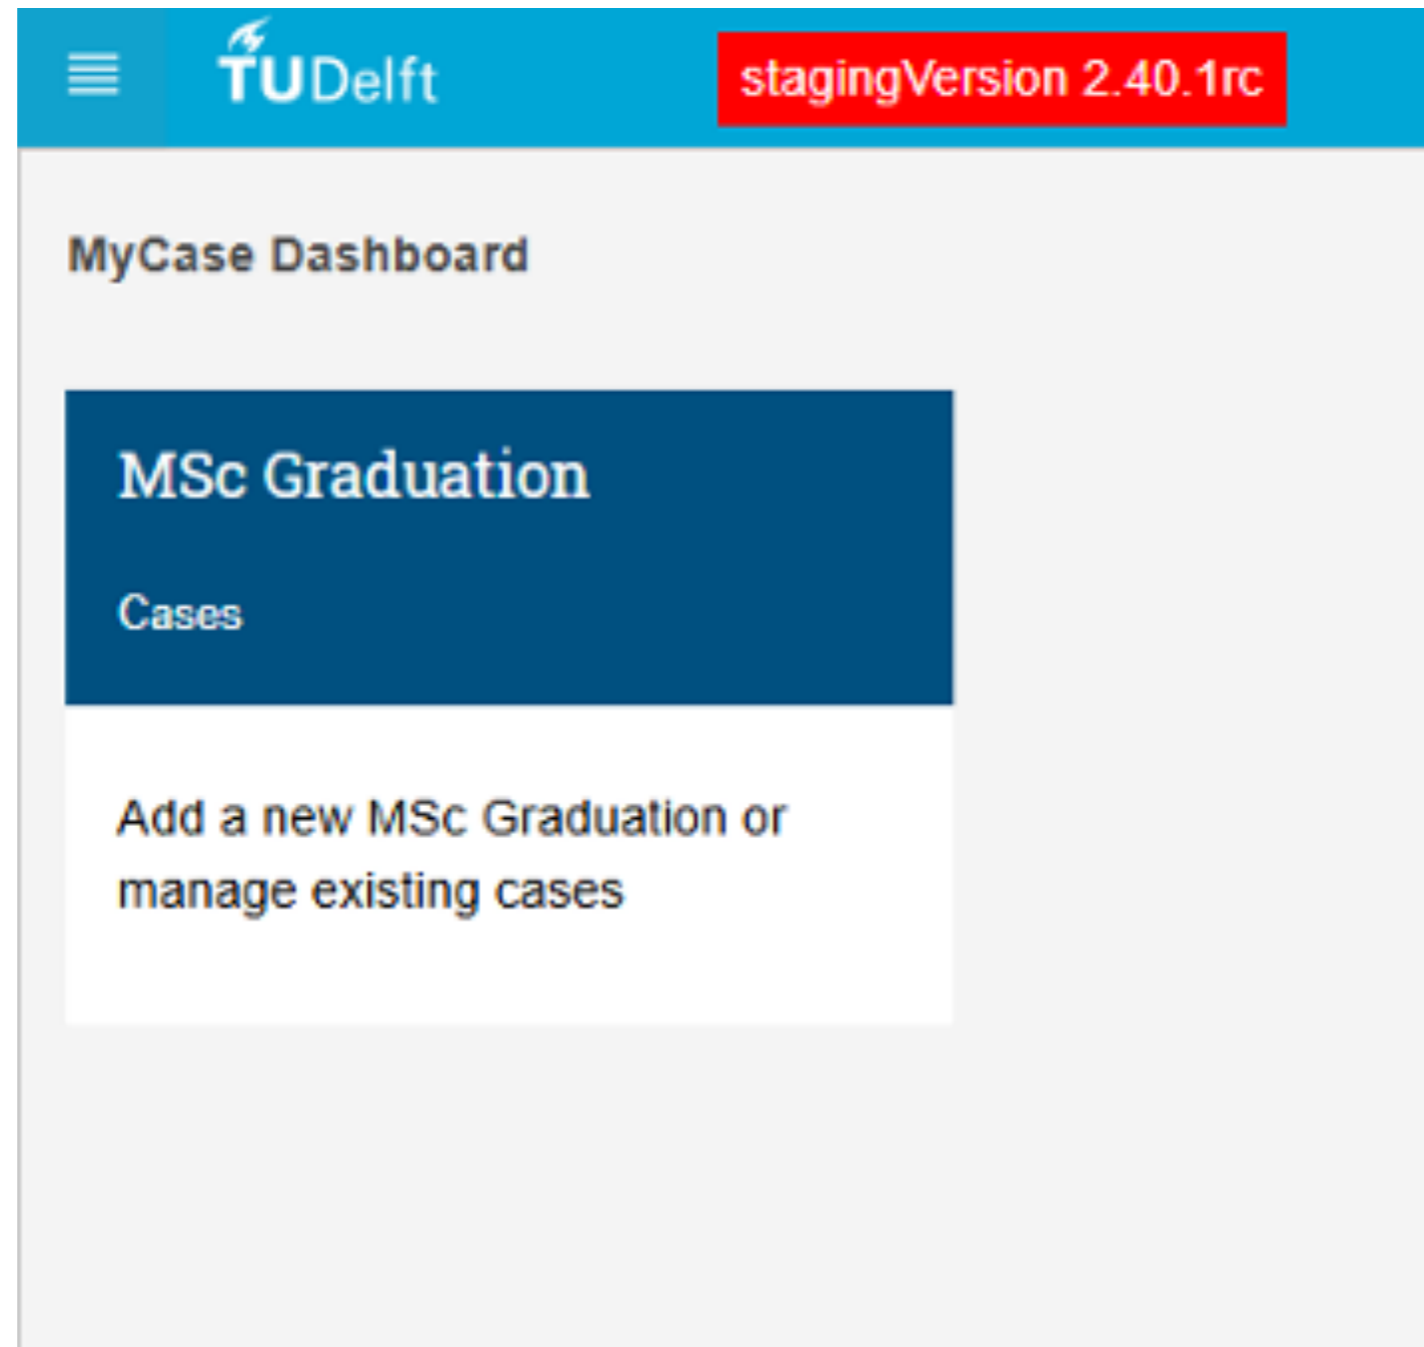 TUDelft
stagingVersion 2.40.1rc
MyCase Dashboard
MSc Graduation
Cases
Add a new MSc Graduation or
manage existing cases